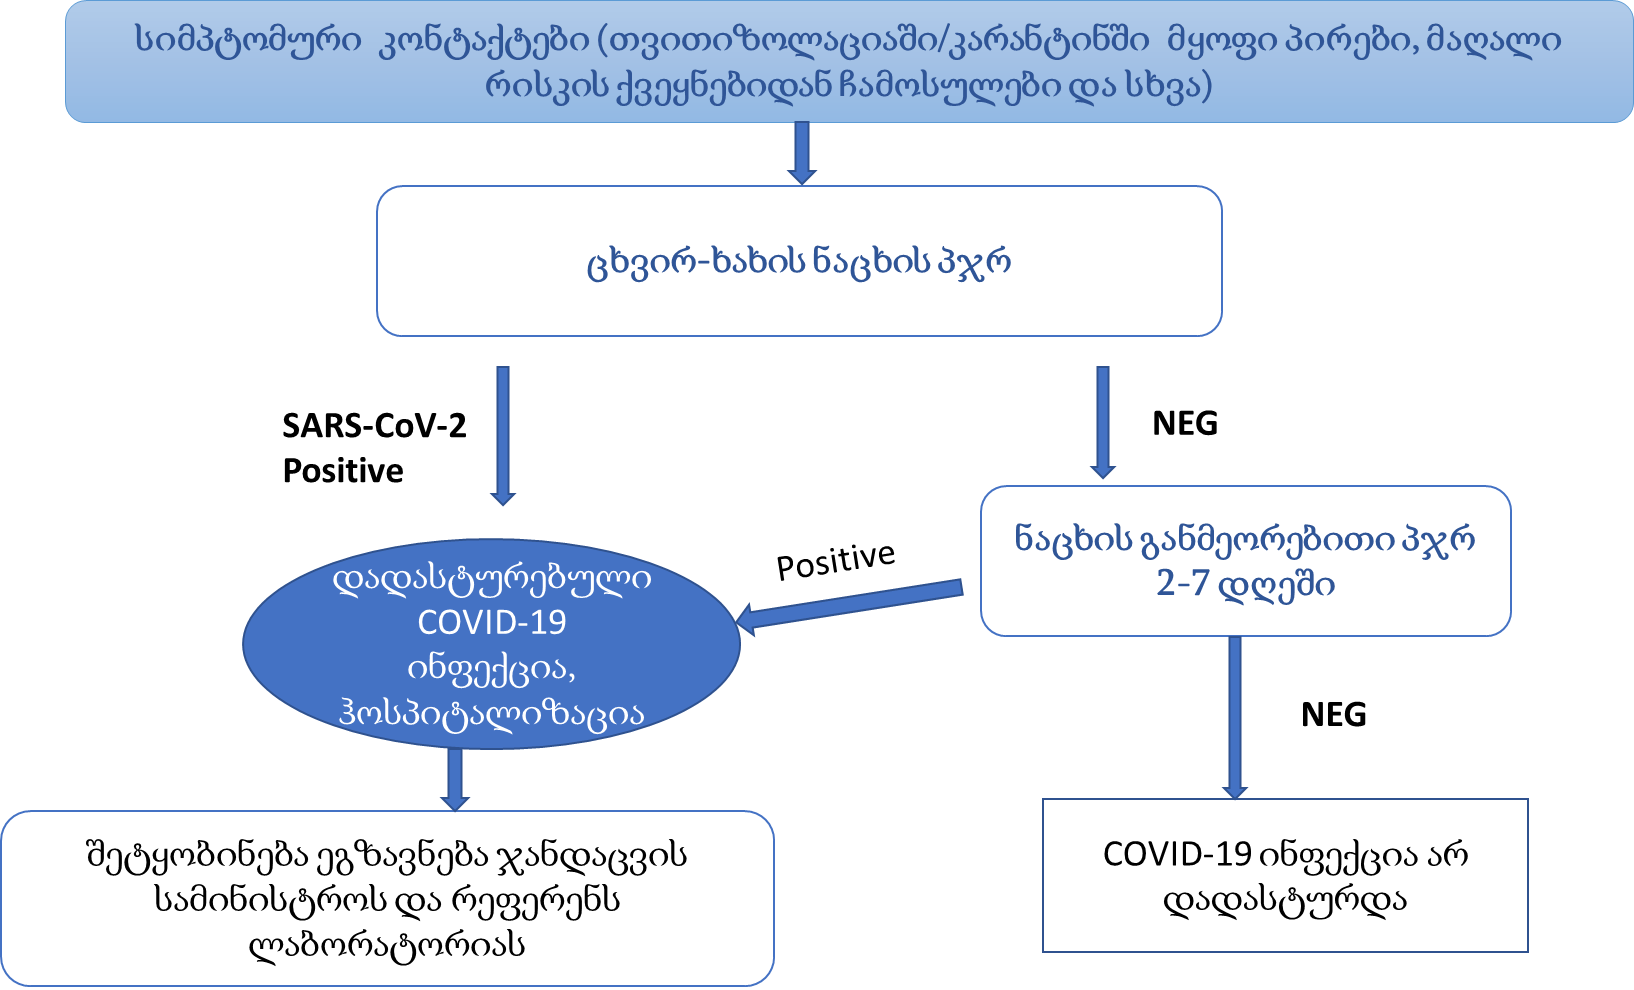 სიმპტომური კონტაქტები (თვითიზოლაციაში/კარანტინში მყოფი პირები, მაღალი
რისკის ქვეყნებიდან ჩამოსულები და სხვა)
ცხვირ-ხახის ნაცხის პჯრ
SARS-CoV-2
Positive
NEG
ნაცხის განმეორებითი პჯრ
2-7 დღეში
Positive
დადასტურებული
COVID-19
ინფექცია,
ჰოსპიტალიზაცია
NEG
შეტყობინება ეგზავნება ჯანდაცვის
სამინისტროს და რეფერენს
ლაბორატორიას
COVID-19 ინფექცია არ
დადასტურდა